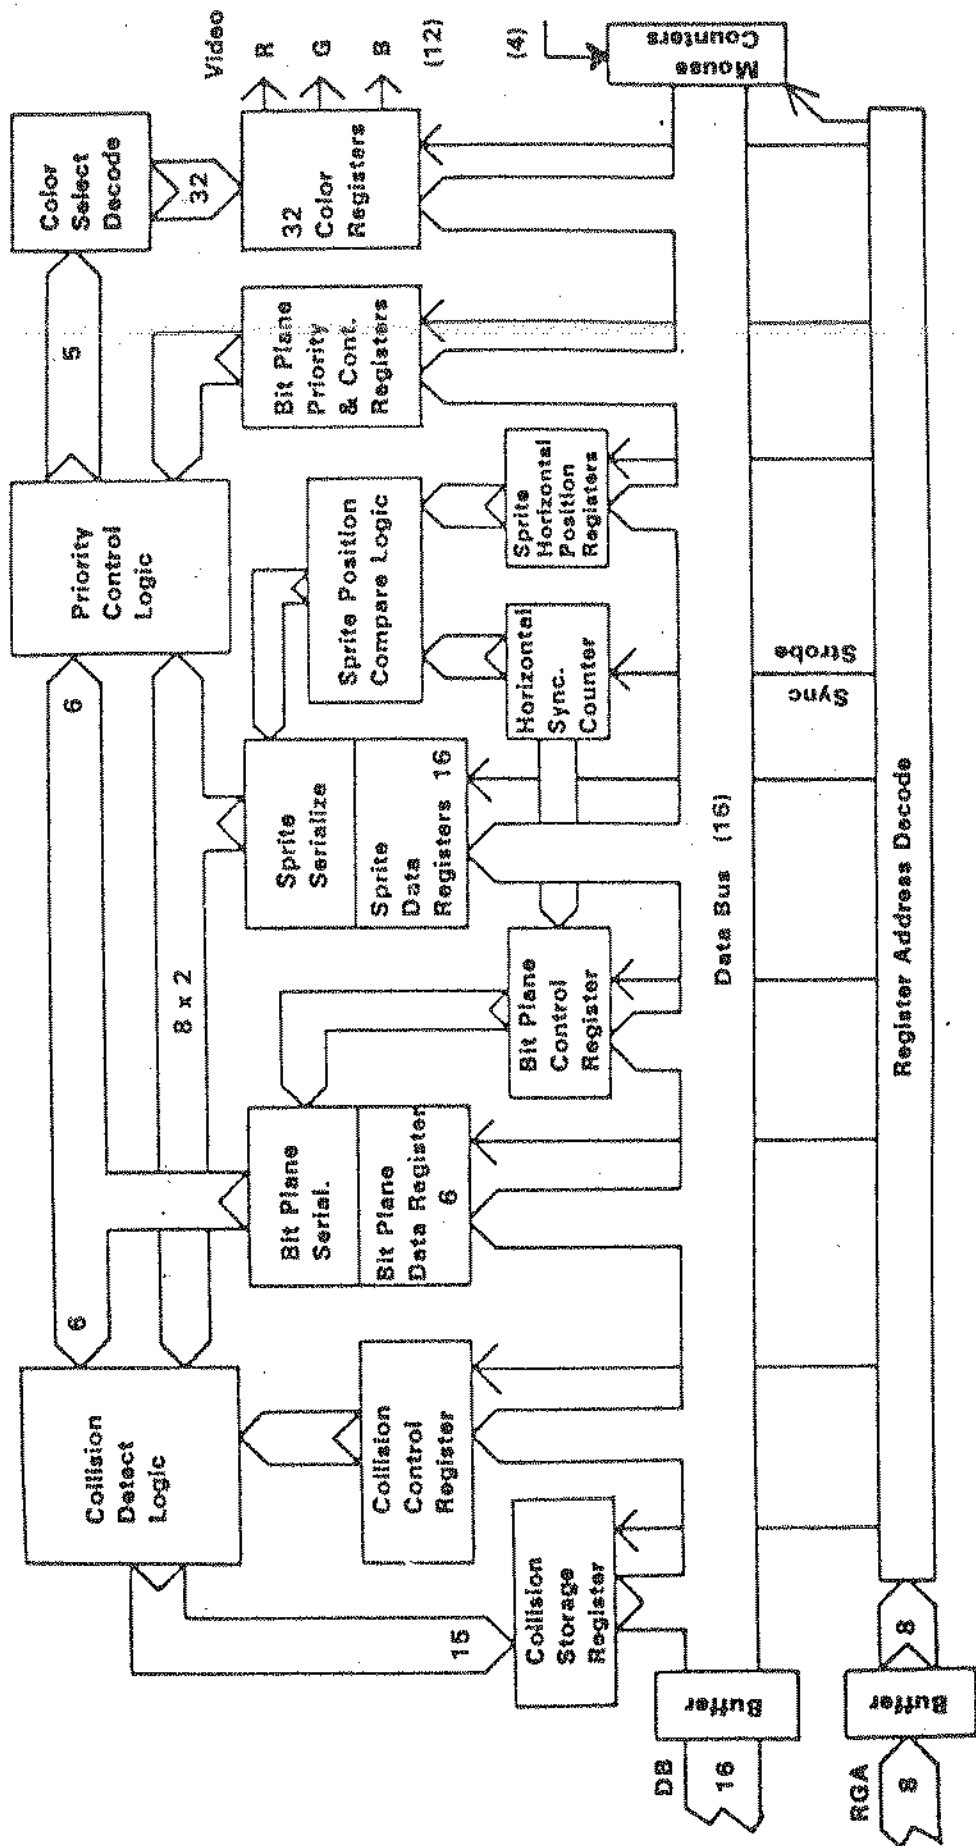 Video
R
G
B
(12)
(4)
Mouse
Counters
Color
Select
Decode
32
32
Color
Registers
5
Bit Plane
Priority
& Cont.
Registers
Priority
Control
Logic
Sprite Position
Compare Logic
Sprite
Horizontal
Position
Registers
Horizontal
Sync.
Counter
6
8 x 2
Sprite
Serialize
Sprite
Data
Registers 16
Strobe
Sync
Bit Plane
Control
Register
Data Bus (16)
Register Address Decode
Bit Plane
Serial.
Bit Plane
Data Register
6
6
Collision
Detect
Logic
Collision
Control
Register
15
Collision
Storage
Register
DB
16
Buffer
RGA
8
Buffer
8